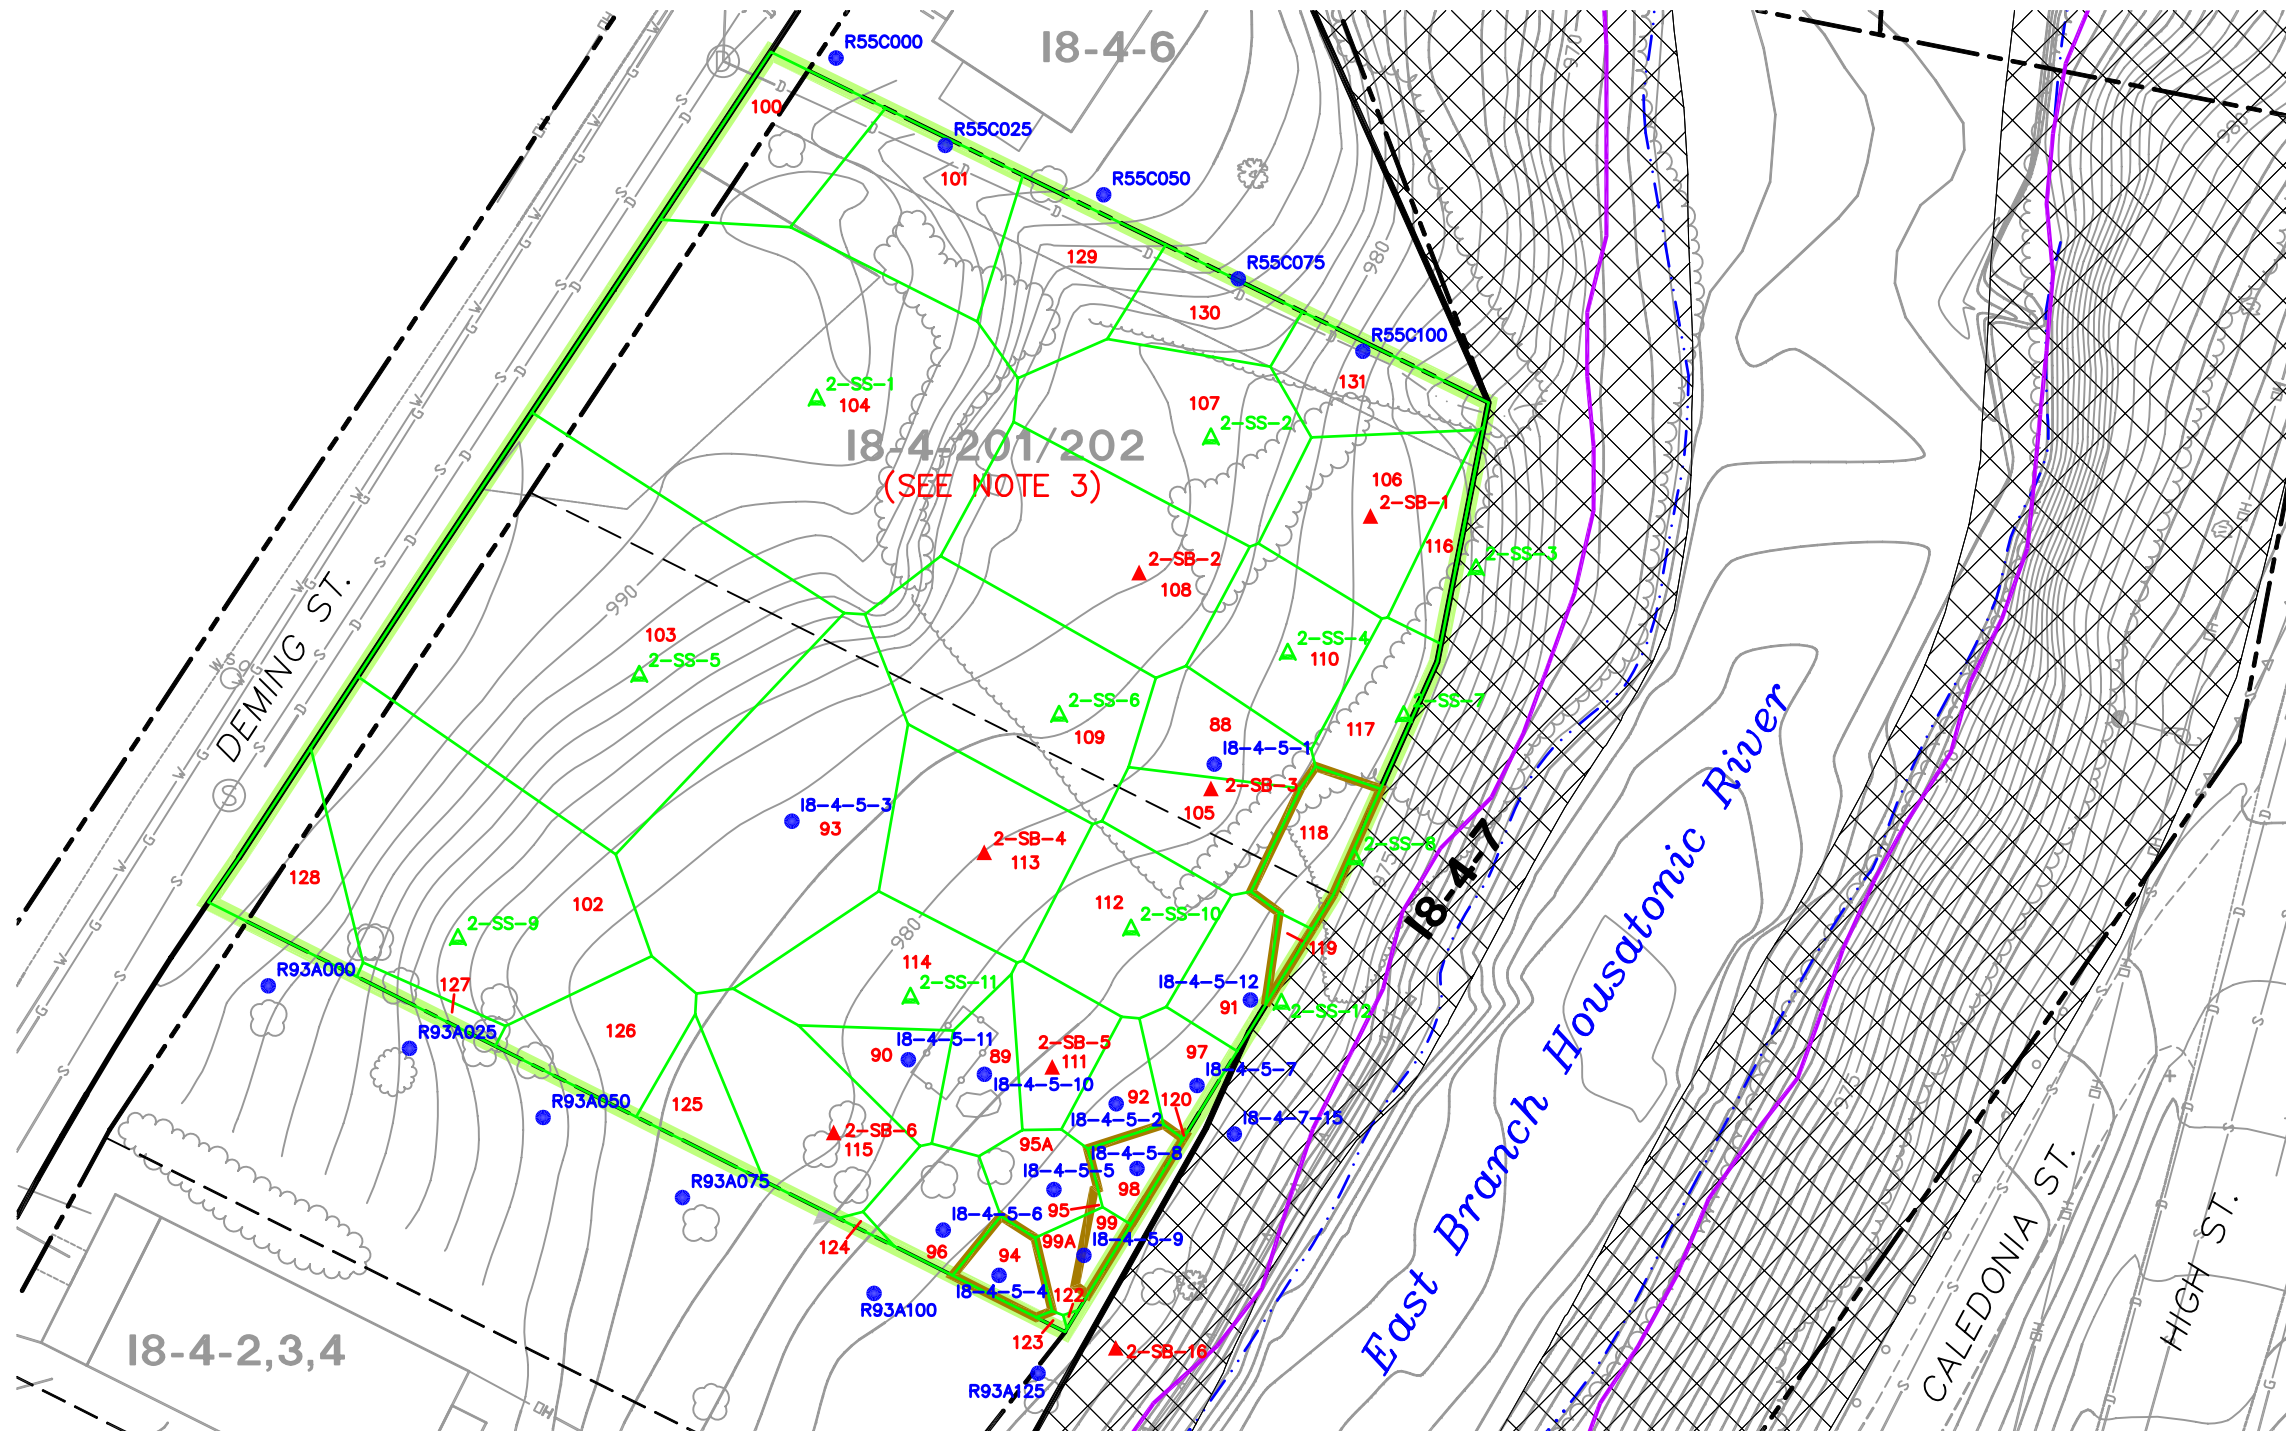 R55C000
I8-4-6
100
R55C025
101
R55C050
129
R55C075
980
980
970
130
R55C100
131
2-SS-1
104
107
2-SS-2
I8-4-201/202
(SEE NOTE 3)
106
2-SB-1
116
2-SS-3
2-SB-2
108
990
103
2-SS-5
2-SS-4
110
DEMING ST.
2-SS-6
109
88
I8-4-5-1
117
2-SS-7
2-SB-3
105
I8-4-5-3
93
2-SB-4
113
118
2-SS-8
975
I8-4-7
128
102
2-SS-9
112
2-SS-10
980
114
119
R93A000
127
2-SS-11
I8-4-5-12
91
2-SS-12
R93A025
126
90
I8-4-5-11
89
2-SB-5
111
97
I8-4-5-7
I8-4-5-10
R93A050
125
92
120
I8-4-5-2
I8-4-7-15
2-SB-6
115
95A
I8-4-5-8
I8-4-5-5
98
R93A075
95
99
I8-4-5-6
99A
I8-4-5-9
124
96
94
I8-4-5-4
122
R93A100
123
2-SB-16
R93A125
I8-4-2,3,4
East Branch Housatonic River
975
CALEDONIA ST.
HIGH ST.
D
S
W
G
OH